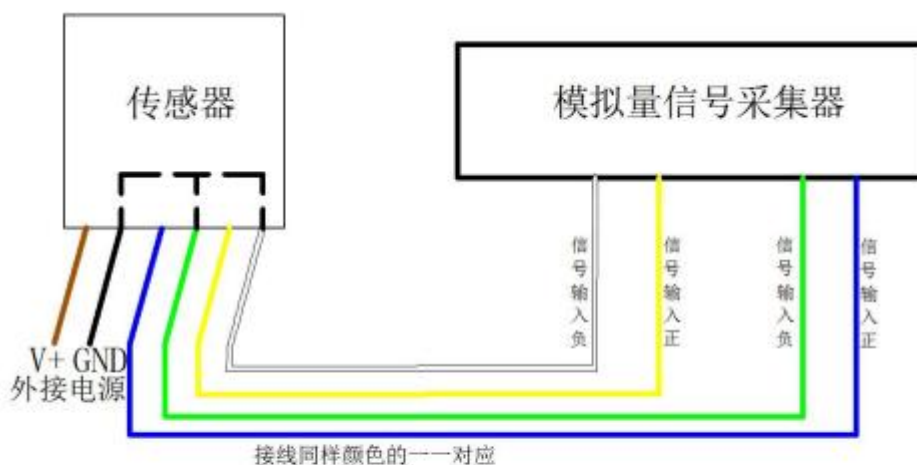 传感器
模拟量信号采集器
信号输入负
信号输入正
信号输入负
信号输入正
V+ GND
外接电源
接线同样颜色的一一对应